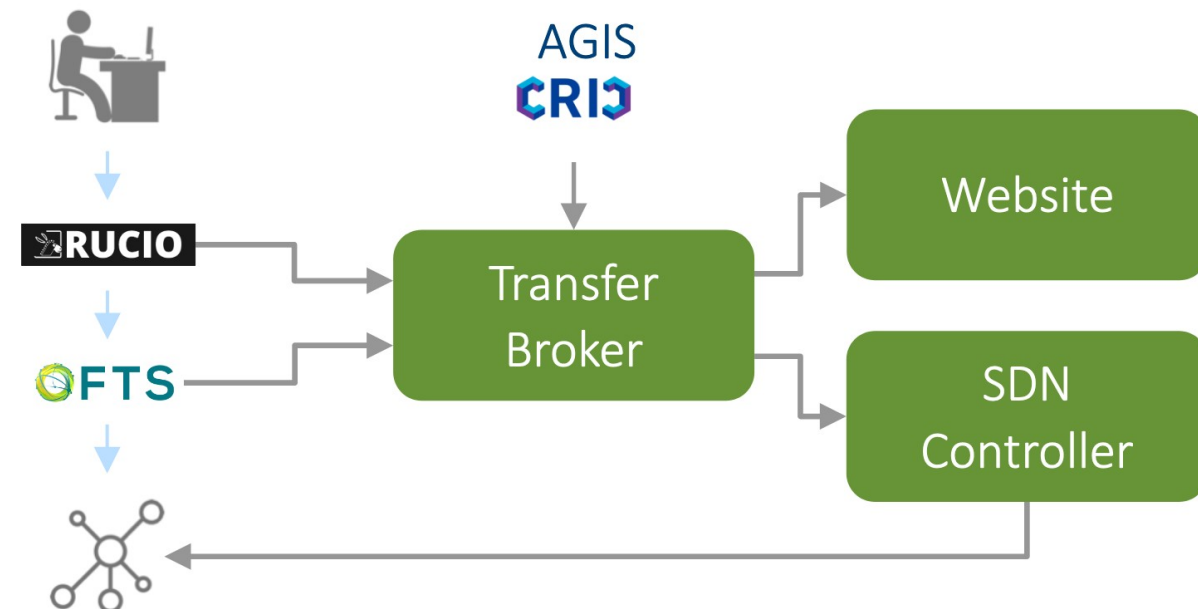 AGIS
CRIC
Website
RUCIO
Transfer
Broker
FTS
SDN
Controller